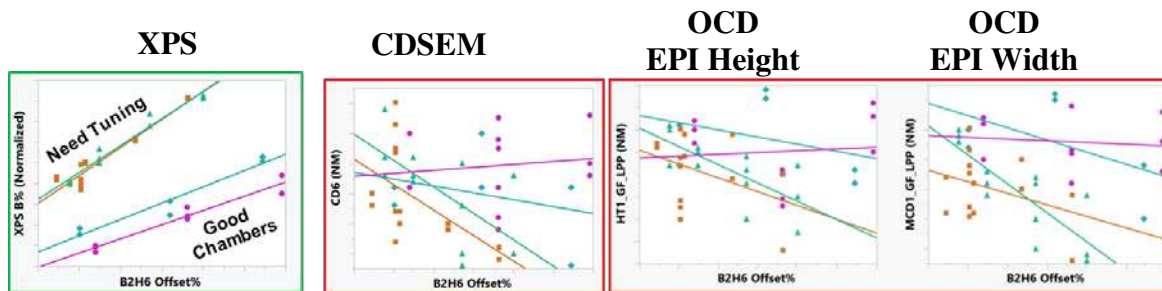 XPS
CDSEM
OCD
EPI Height
OCD
EPI Width
XPS B% (Normalized)
Need Tuning
Good
Chambers
B2H6 Offset%
CD6 (NM)
B2H6 Offset%
HT1_GF_LPP (NM)
B2H6 Offset%
MCD1_GF_LPP (NM)
B2H6 Offset%